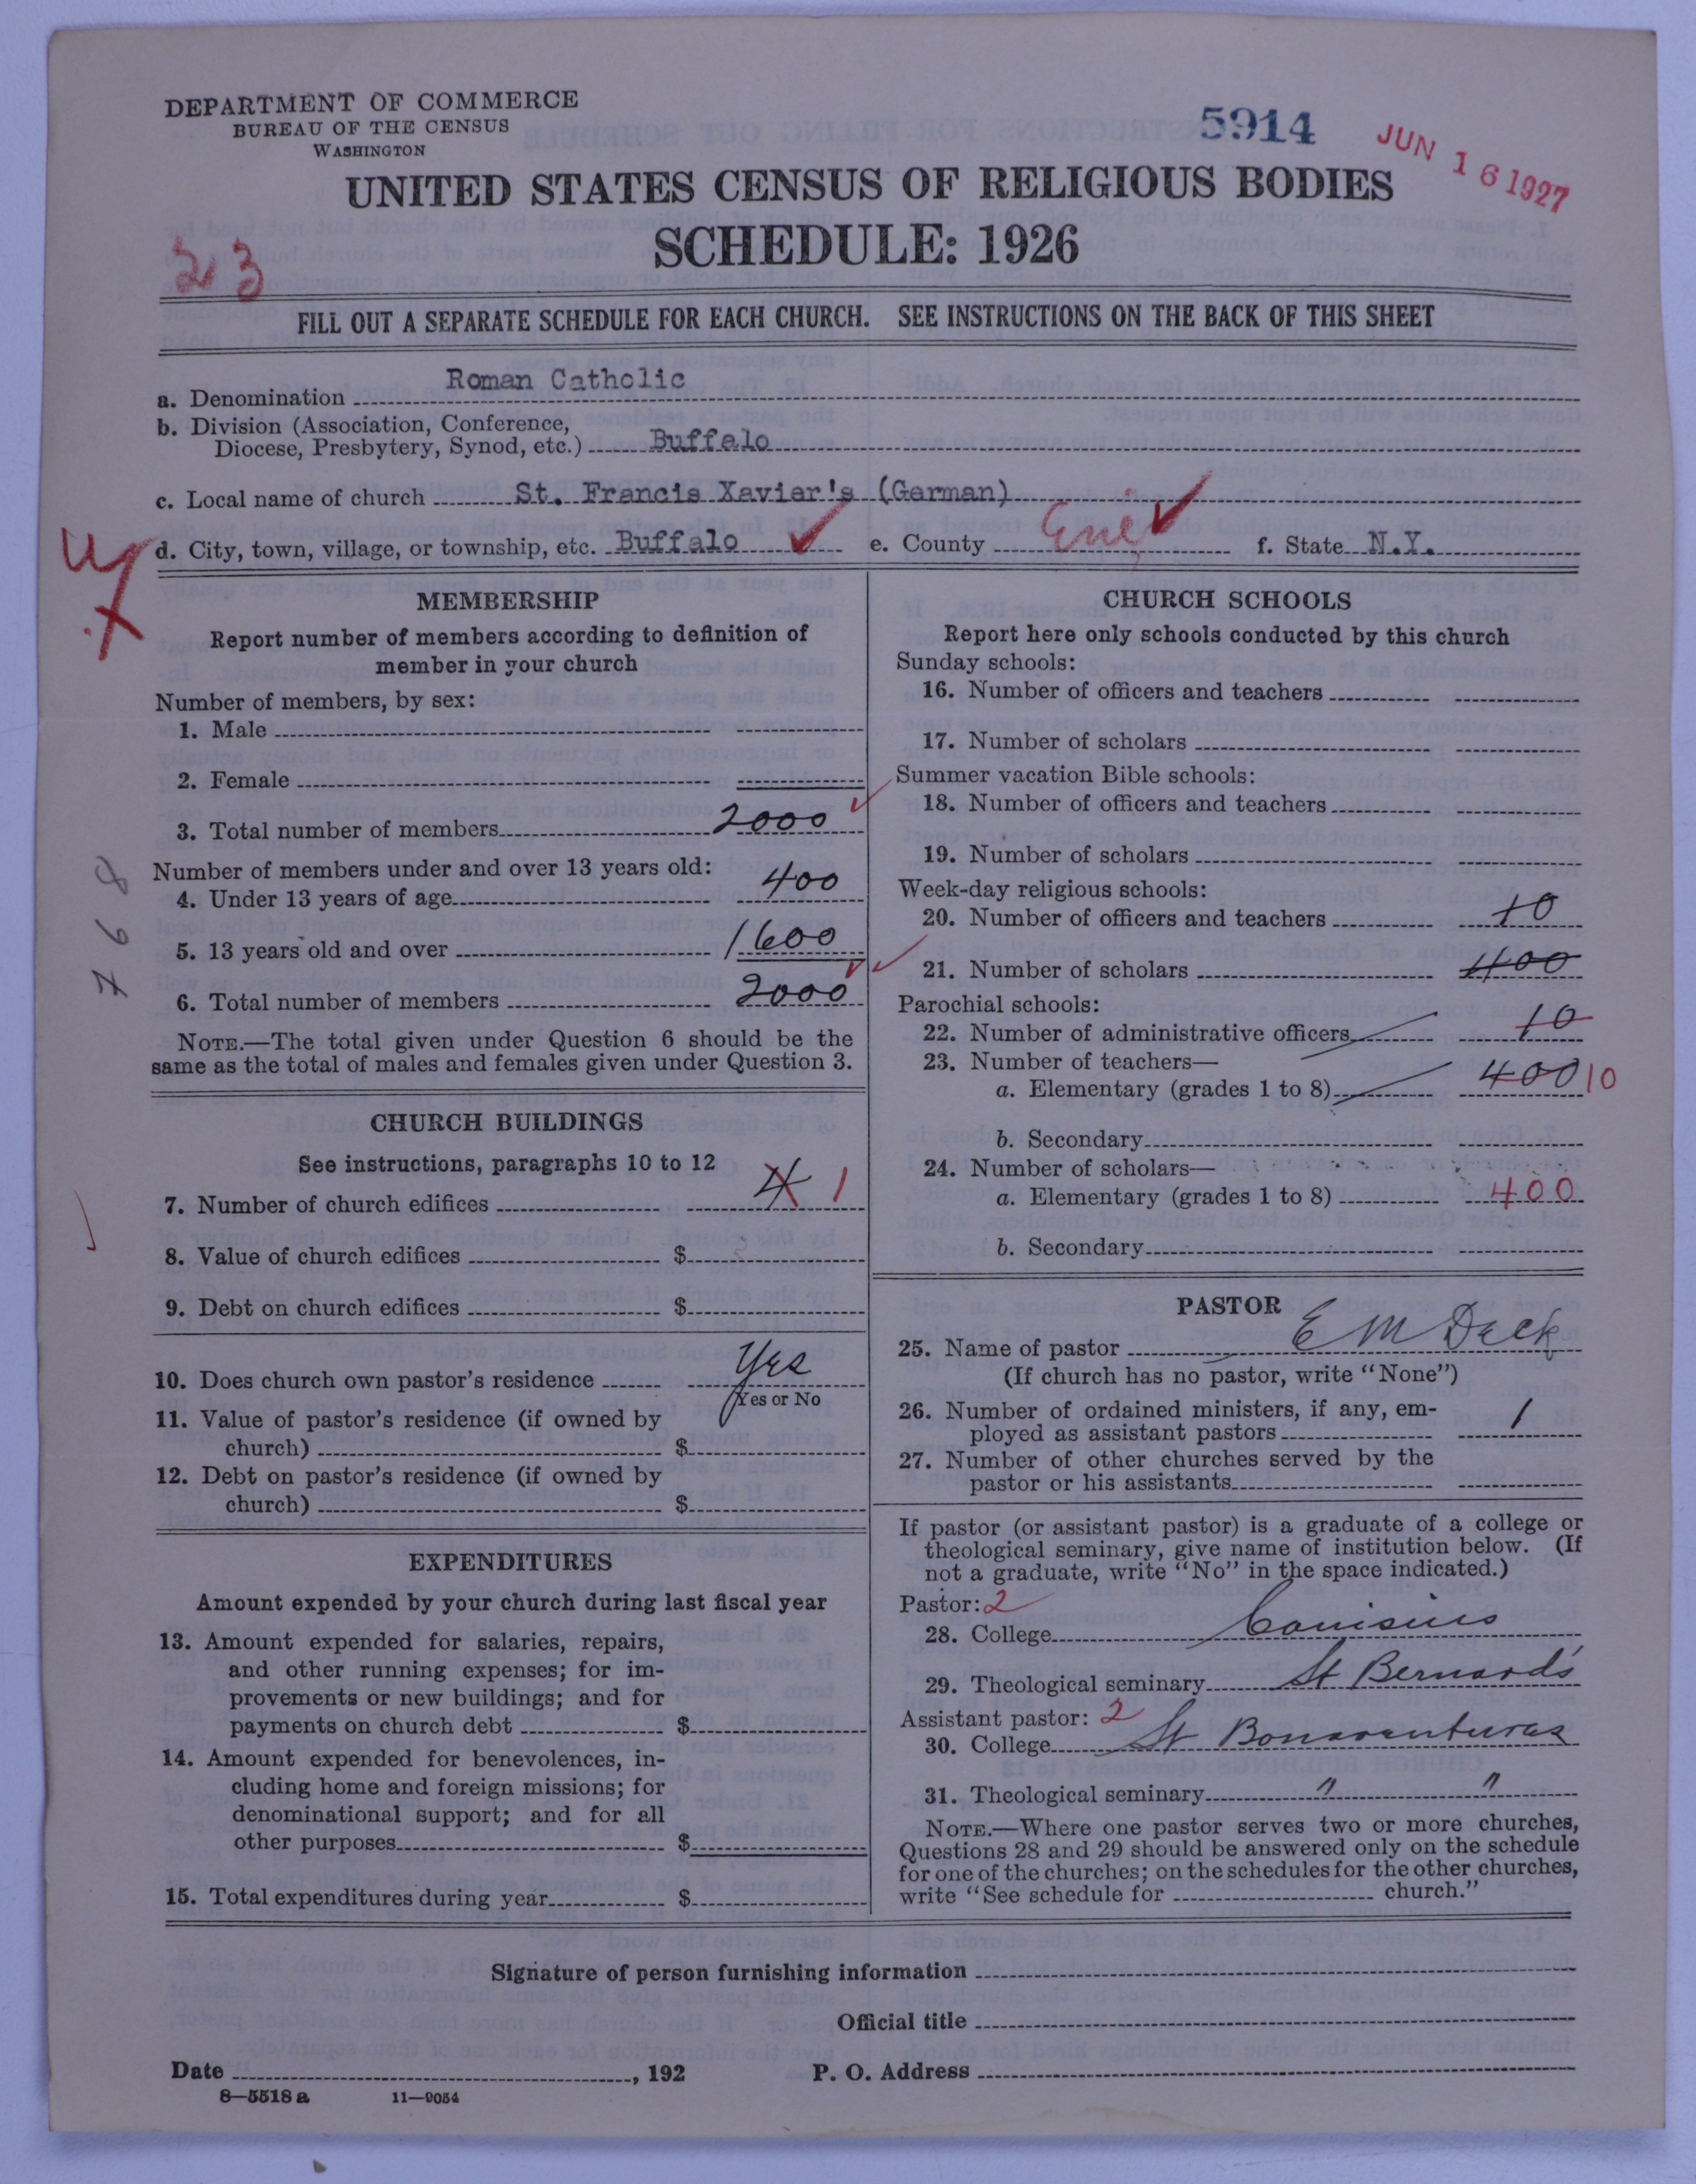 DEPARTMENT OF COMMERCE
BUREAU OF THE CENSUS
WASHINGTON
5914
JUN 16 1927
UNITED STATES CENSUS OF RELIGIOUS BODIES
SCHEDULE: 1926
23
FILL OUT A SEPARATE SCHEDULE FOR EACH CHURCH. SEE INSTRUCTIONS ON THE BACK OF THIS SHEET
a. Denomination Roman Catholic
b. Division (Association, Conference,
Diocese, Presbytery, Synod, etc.) Buffalo
c. Local name of church St. Francis Xavier's (German)
d. City, town, village, or township, etc. Buffalo e. County Erie f. State N.Y.
MEMBERSHIP
Report number of members according to definition of
member in your church
Number of members, by sex:
1. Male
2. Female
3. Total number of members 2000
Number of members under and over 13 years old:
4. Under 13 years of age 400
5. 13 years old and over 1600
6. Total number of members 2000
NOTE.—The total given under Question 6 should be the
same as the total of males and females given under Question 3.
768
CHURCH BUILDINGS
See instructions, paragraphs 10 to 12
7. Number of church edifices 4 1
8. Value of church edifices $
9. Debt on church edifices $
10. Does church own pastor's residence Yes
Yes or No
11. Value of pastor's residence (if owned by
church) $
12. Debt on pastor's residence (if owned by
church) $
EXPENDITURES
Amount expended by your church during last fiscal year
13. Amount expended for salaries, repairs,
and other running expenses; for im-
provements or new buildings; and for
payments on church debt $
14. Amount expended for benevolences, in-
cluding home and foreign missions; for
denominational support; and for all
other purposes $
15. Total expenditures during year $
CHURCH SCHOOLS
Report here only schools conducted by this church
Sunday schools:
16. Number of officers and teachers
17. Number of scholars
Summer vacation Bible schools:
18. Number of officers and teachers
19. Number of scholars
Week-day religious schools:
20. Number of officers and teachers 10
21. Number of scholars 400
Parochial schools:
22. Number of administrative officers 10
23. Number of teachers—
a. Elementary (grades 1 to 8) 400 10
b. Secondary
24. Number of scholars—
a. Elementary (grades 1 to 8) 400
b. Secondary
PASTOR
25. Name of pastor E M Deck
(If church has no pastor, write "None")
26. Number of ordained ministers, if any, em-
ployed as assistant pastors 1
27. Number of other churches served by the
pastor or his assistants
If pastor (or assistant pastor) is a graduate of a college or
theological seminary, give name of institution below. (If
not a graduate, write "No" in the space indicated.)
Pastor: 2
28. College Canisius
29. Theological seminary St Bernard's
Assistant pastor: 2
30. College St Bonaventuras
31. Theological seminary " "
NOTE.—Where one pastor serves two or more churches,
Questions 28 and 29 should be answered only on the schedule
for one of the churches; on the schedules for the other churches,
write "See schedule for church."
Signature of person furnishing information
Official title
Date , 192 P. O. Address
8—5518 a 11—9054